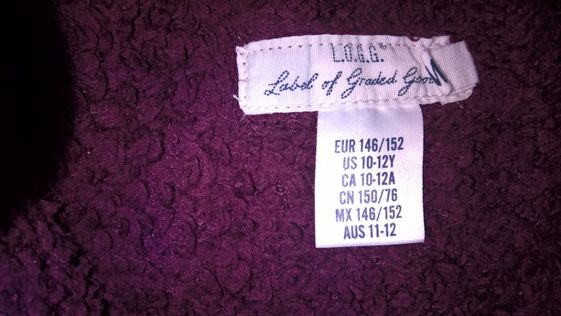 L.O.G.G.™
Label of Graded Goods
EUR 146/152
US 10-12Y
CA 10-12A
CN 150/76
MX 146/152
AUS 11-12